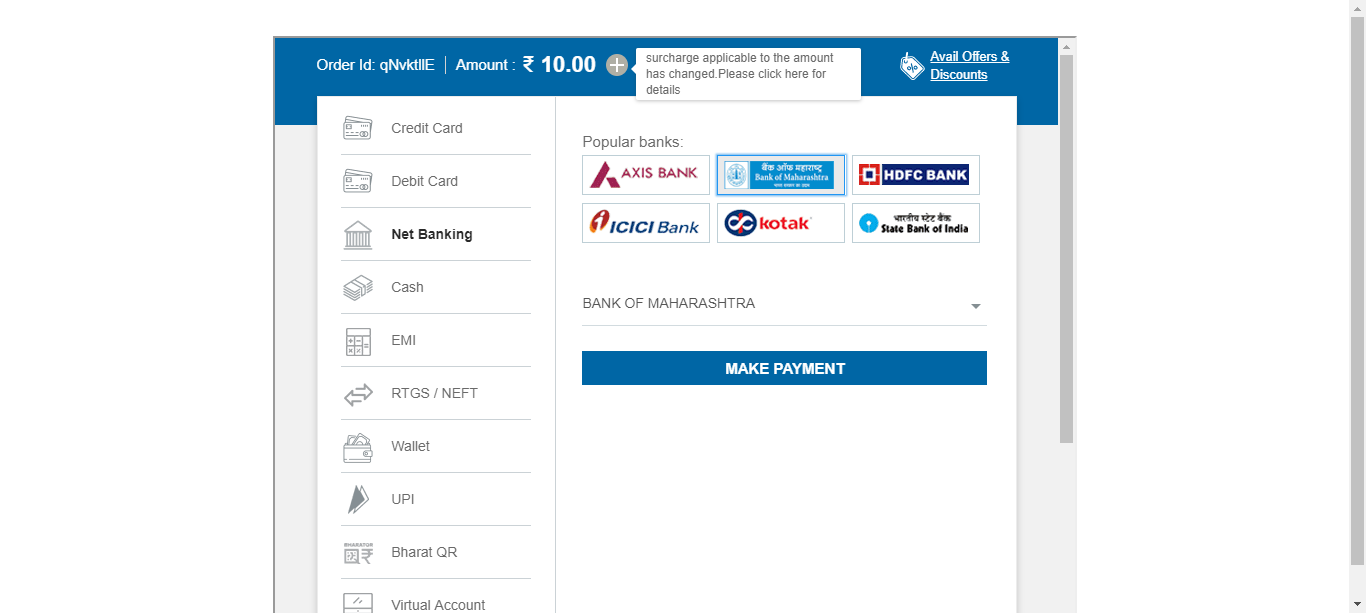 Order Id: qNvktllE Amount : ₹ 10.00
surcharge applicable to the amount
has changed.Please click here for
details
Avail Offers &
Discounts
Credit Card
Debit Card
Net Banking
Cash
EMI
RTGS / NEFT
Wallet
UPI
BHARATQR
Bharat QR
Virtual Account
Popular banks:
AXIS BANK
बैंक ऑफ महाराष्ट्र
Bank of Maharashtra
HDFC BANK
ICICI Bank
kotak
भारतीय स्टेट बैंक
State Bank of India
BANK OF MAHARASHTRA
MAKE PAYMENT